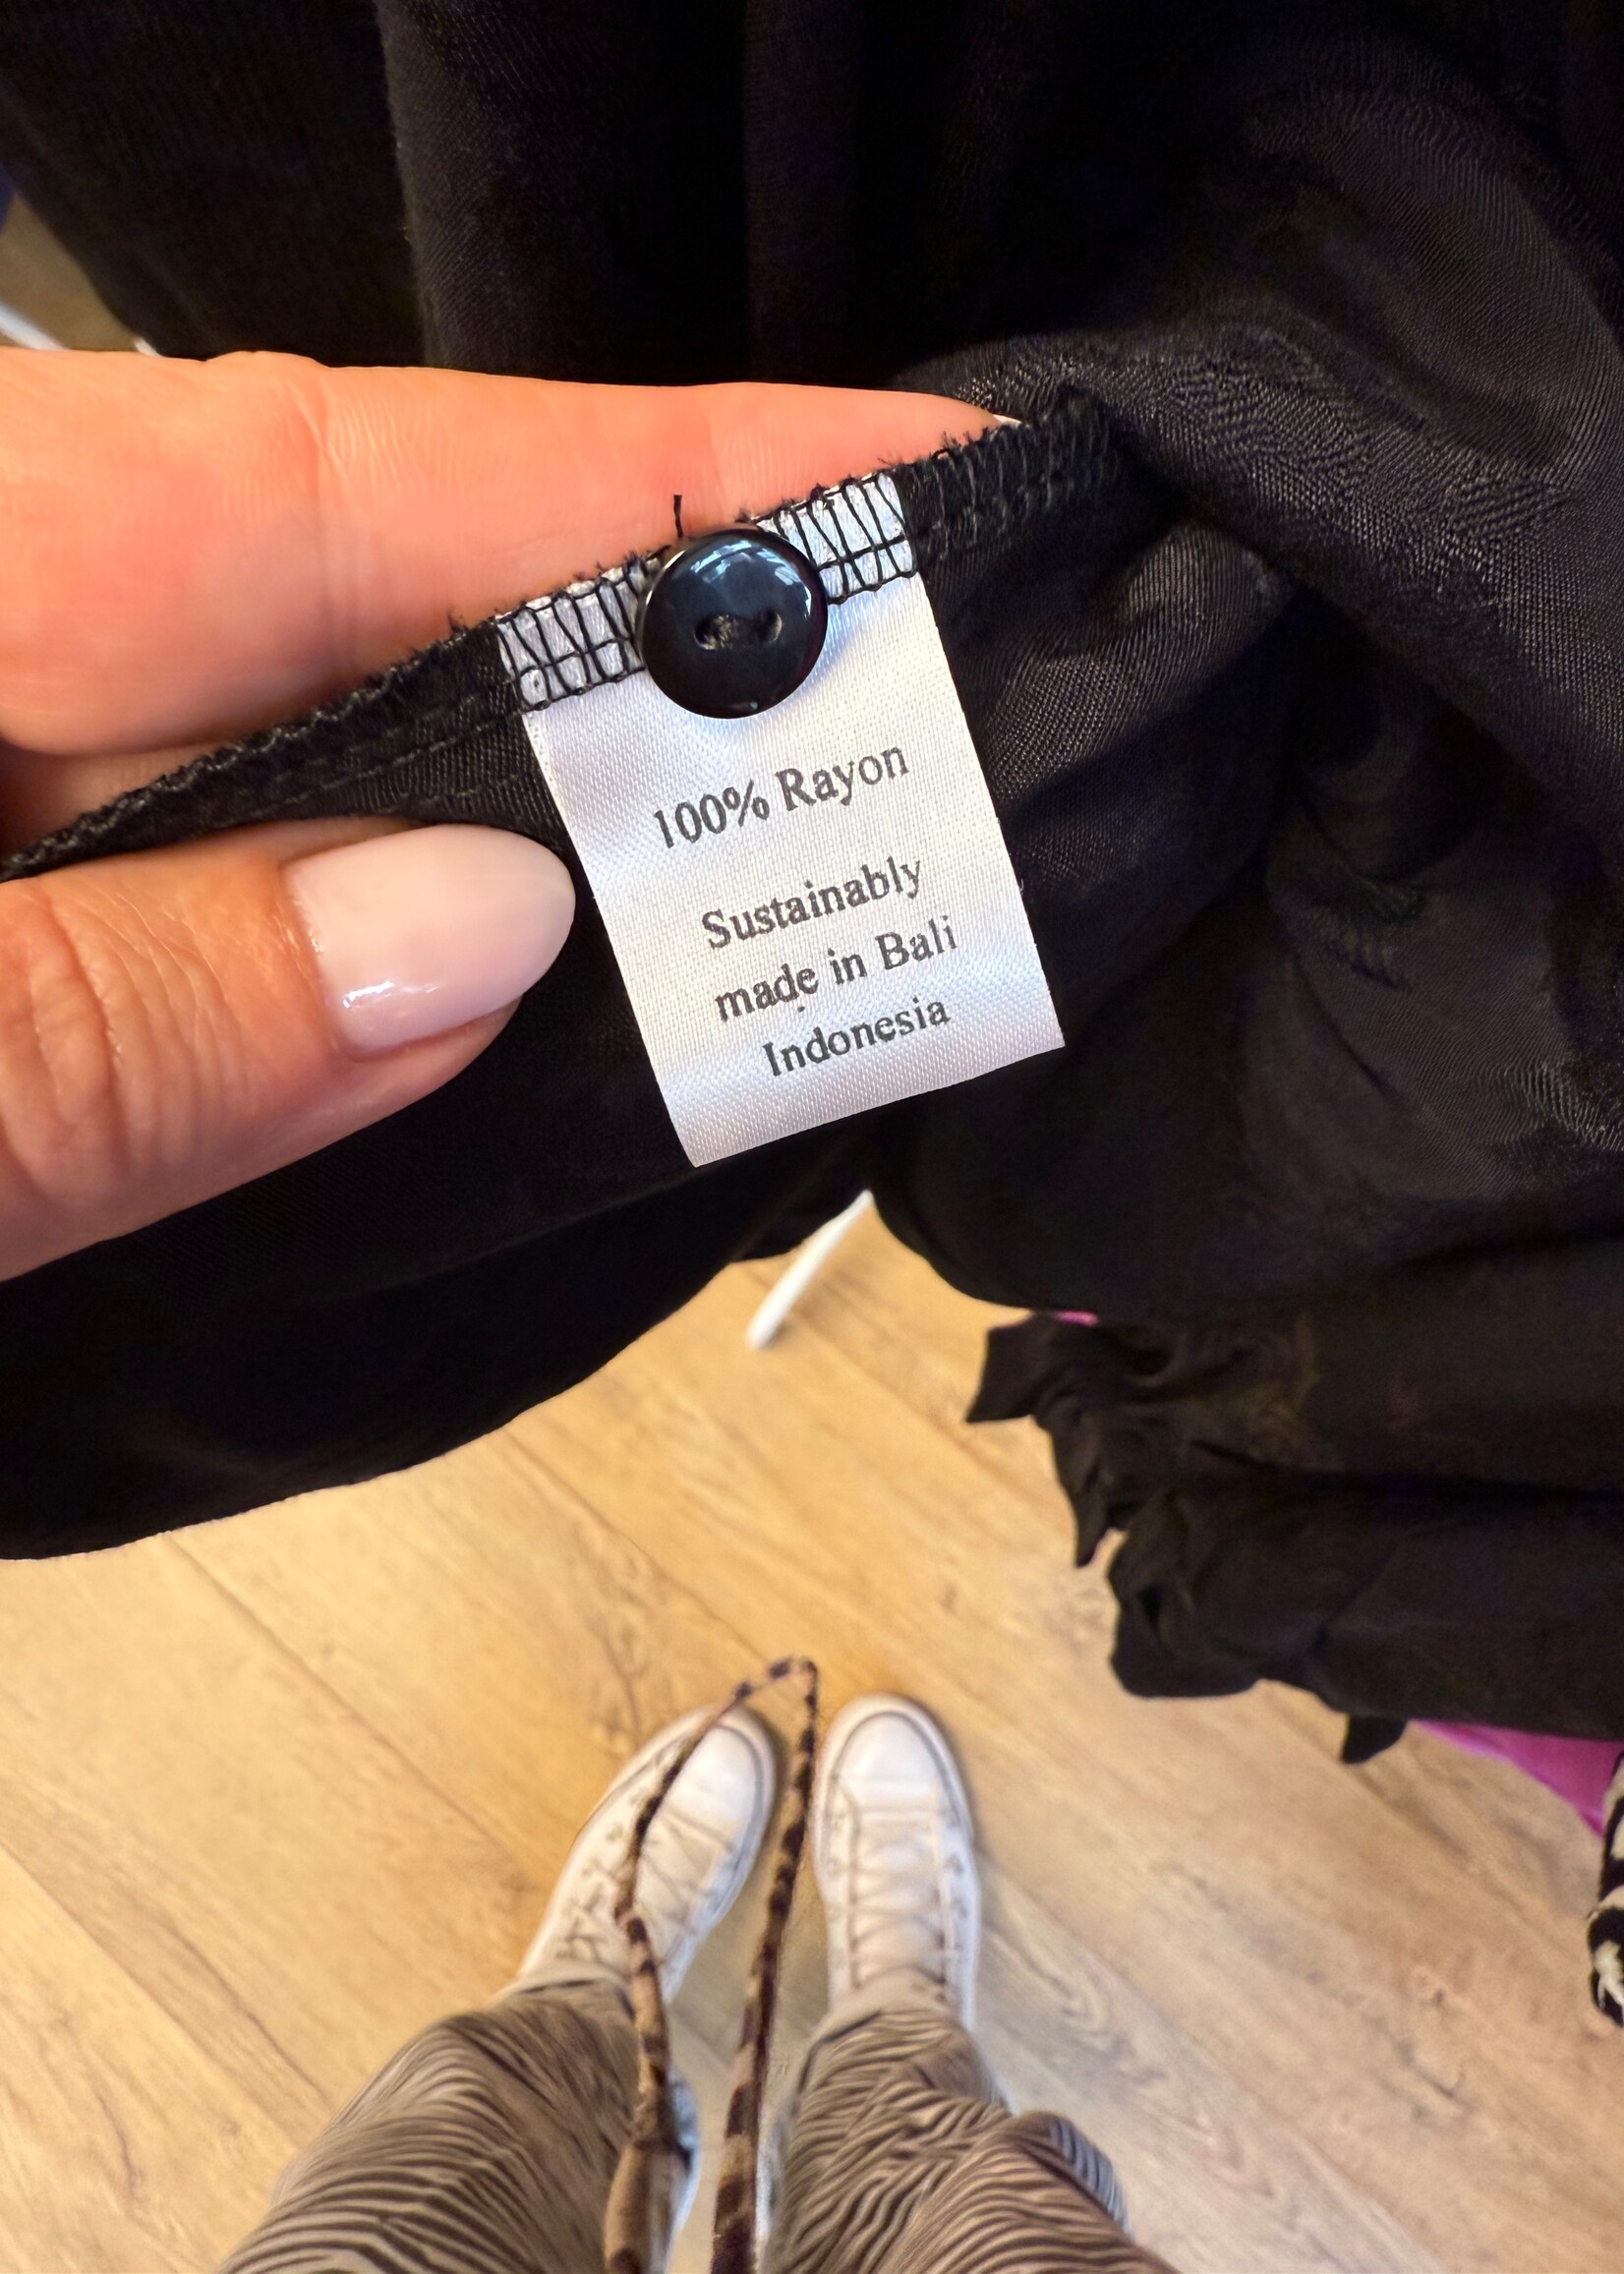 100% Rayon
Sustainably
made in Bali
Indonesia